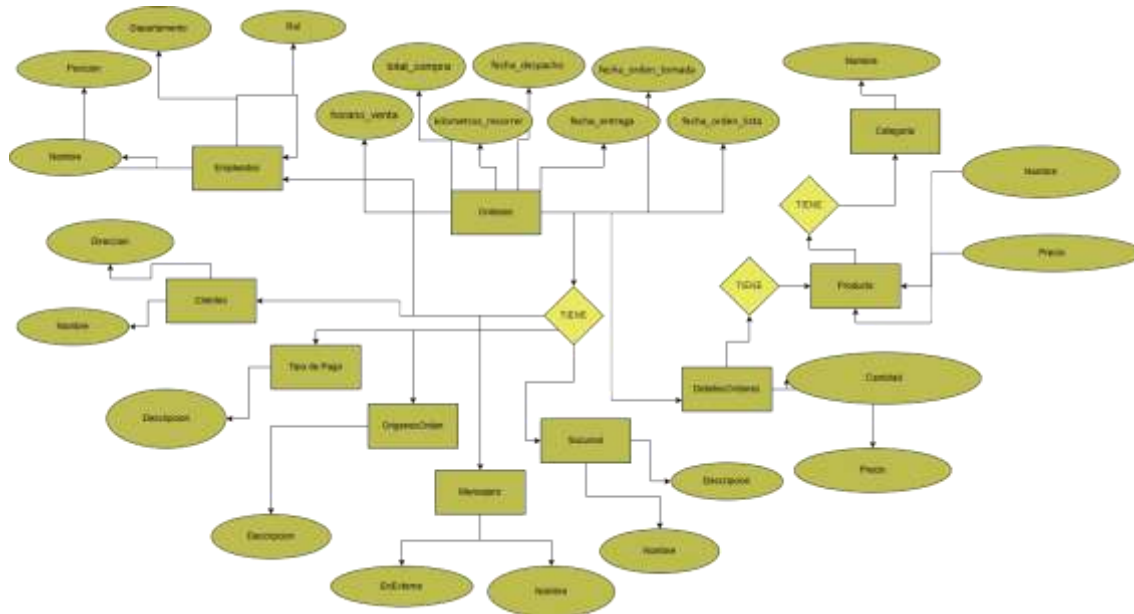 Departamento
Rol
Posicion
total_compra
fecha_despacho
fecha_orden_tomada
Nombre
horario_venta
kilometros_recorrer
fecha_entrega
fecha_orden_lista
Categoria
Nombre
Empleados
Nombre
Ordenes
TIENE
Direccion
Precio
Clientes
TIENE
Producto
Nombre
TIENE
Tipo de Pago
DetallesOrdenes
Cantidad
Descripcion
OrigenesOrden
Sucursal
Precio
Descripcion
Mensajero
Descripcion
Nombre
EsExterno
Nombre